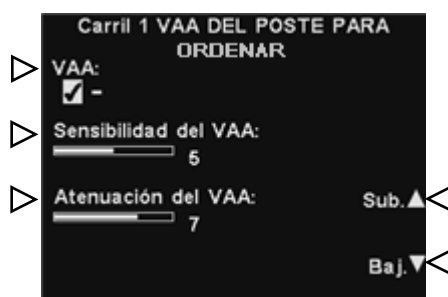 Carril 1 VAA DEL POSTE PARA
ORDENAR
VAA:
-
Sensibilidad del VAA:
5
Atenuación del VAA:
7
Sub.
Baj.